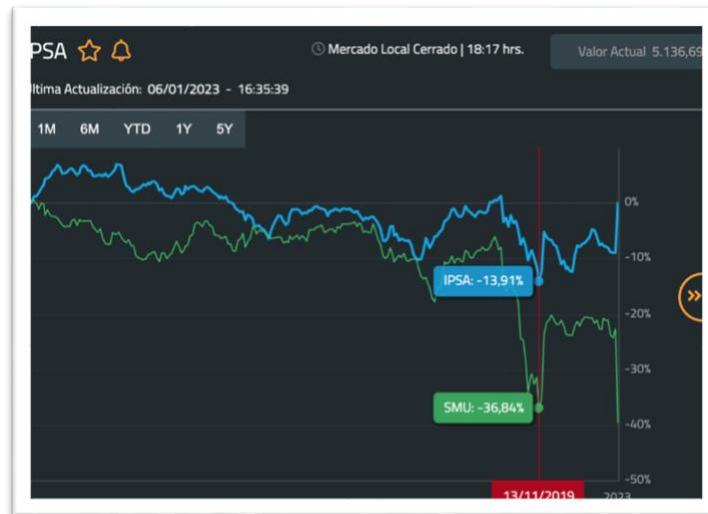 PSA
Mercado Local Cerrado | 18:17 hrs.
Valor Actual 5.136,69
ltima Actualización: 06/01/2023 - 16:35:39
1M 6M YTD 1Y 5Y
0%
-10%
IPSA: -13,91%
-20%
-30%
SMU: -36,84%
-40%
-50%
13/11/2019
2023